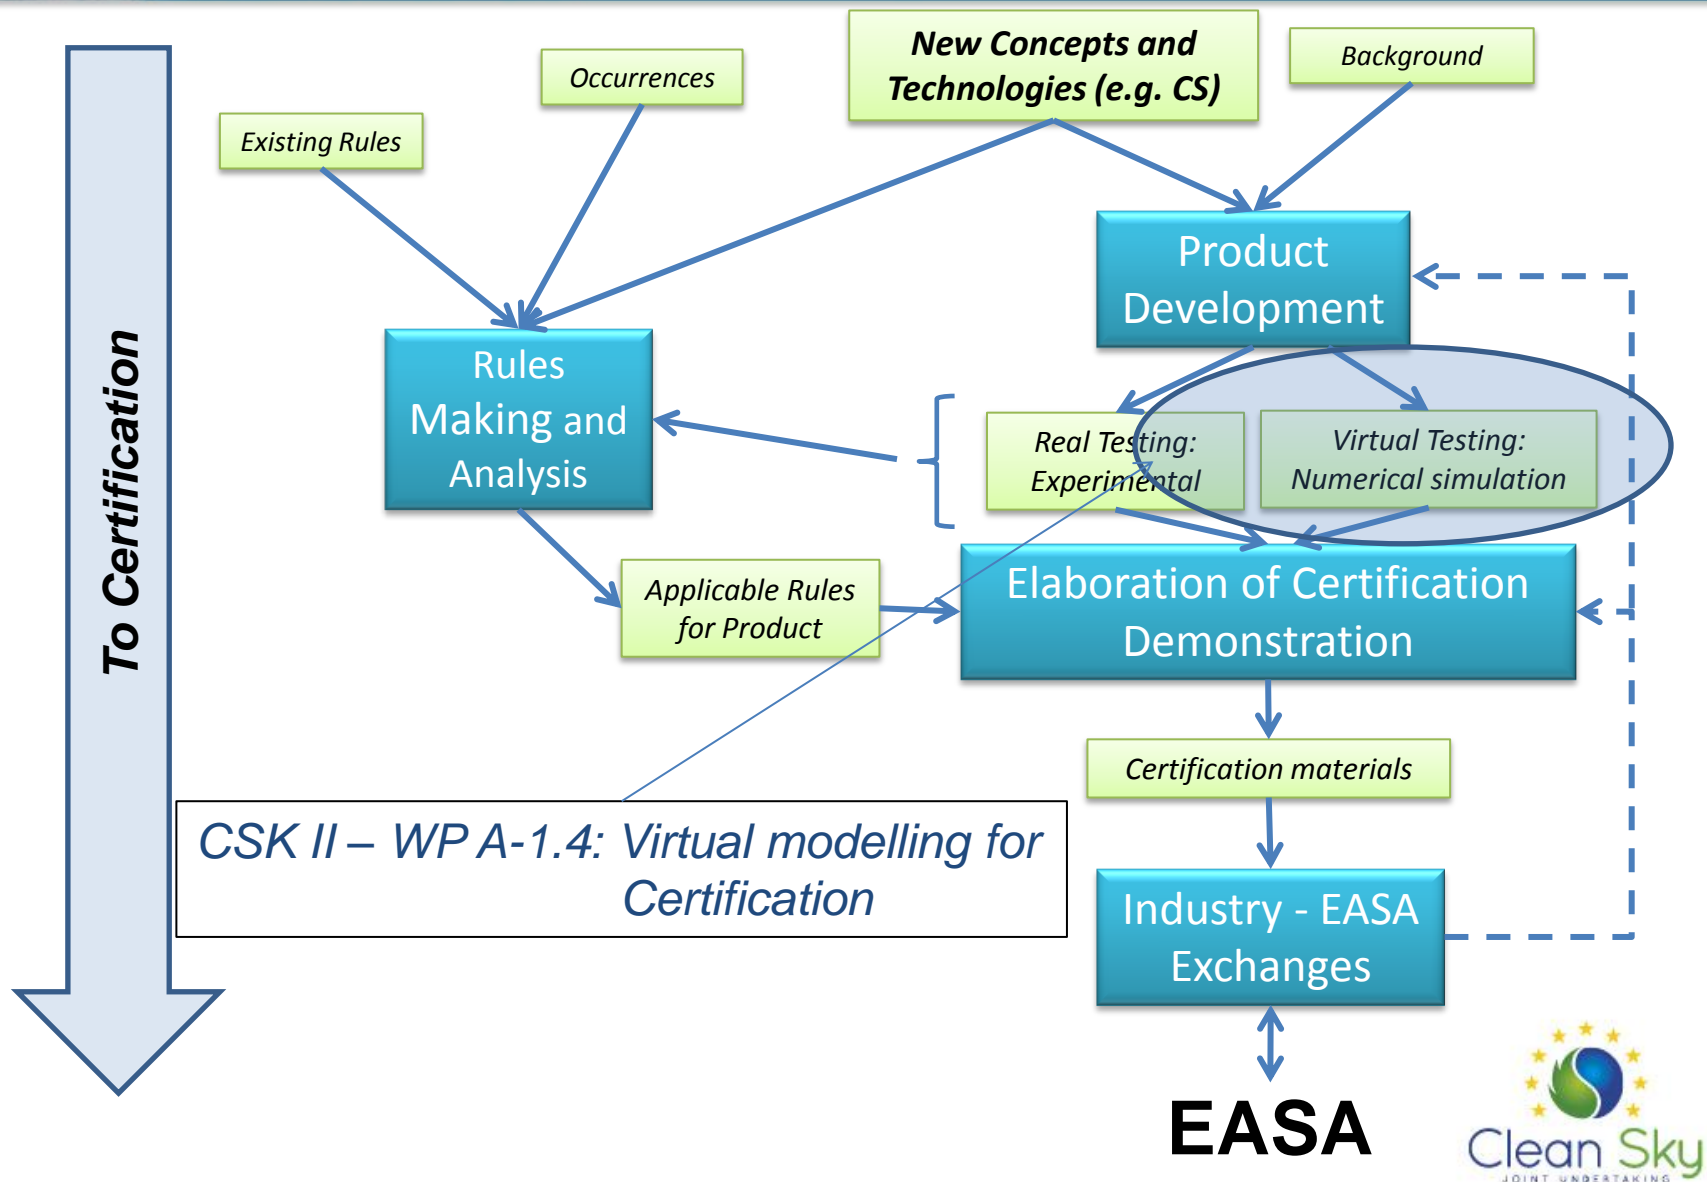 New Concepts and
Technologies (e.g. CS)
Background
Occurrences
Existing Rules
Product
Development
To Certification
Rules
Making and
Analysis
Real Testing:
Experimental
Virtual Testing:
Numerical simulation
Applicable Rules
for Product
Elaboration of Certification
Demonstration
Certification materials
CSK II – WP A-1.4: Virtual modelling for
Certification
Industry - EASA
Exchanges
EASA
Clean Sky
JOINT UNDERTAKING